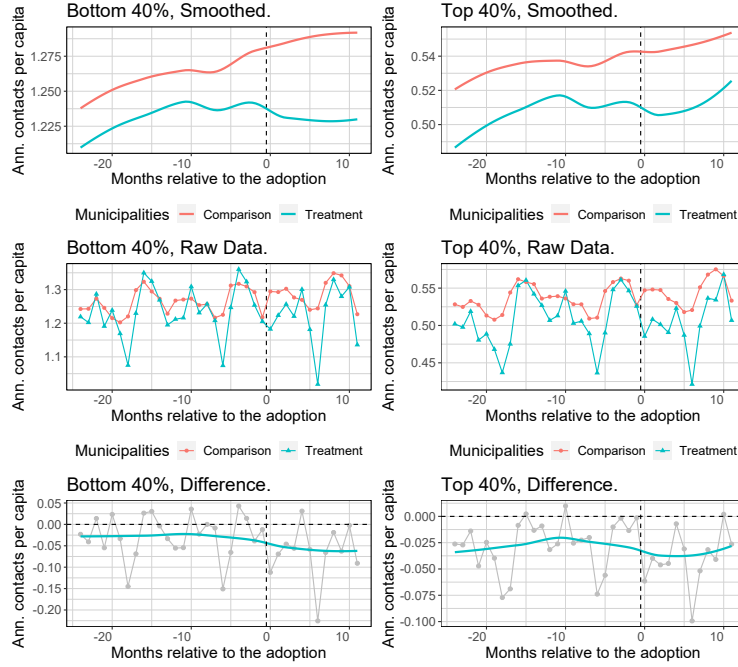 Bottom 40%, Smoothed.
Ann. contacts per capita
1.275
1.250
1.225
-20
-10
0
10
Months relative to the adoption
Top 40%, Smoothed.
Ann. contacts per capita
0.54
0.52
0.50
-20
-10
0
10
Months relative to the adoption
Municipalities Comparison Treatment
Municipalities Comparison Treatment
Bottom 40%, Raw Data.
Ann. contacts per capita
1.3
1.2
1.1
-20
-10
0
10
Months relative to the adoption
Top 40%, Raw Data.
Ann. contacts per capita
0.55
0.50
0.45
-20
-10
0
10
Months relative to the adoption
Municipalities Comparison Treatment
Municipalities Comparison Treatment
Bottom 40%, Difference.
Ann. contacts per capita
0.05
0.00
-0.05
-0.10
-0.15
-0.20
-20
-10
0
10
Months relative to the adoption
Top 40%, Difference.
Ann. contacts per capita
0.000
-0.025
-0.050
-0.075
-0.100
-20
-10
0
10
Months relative to the adoption